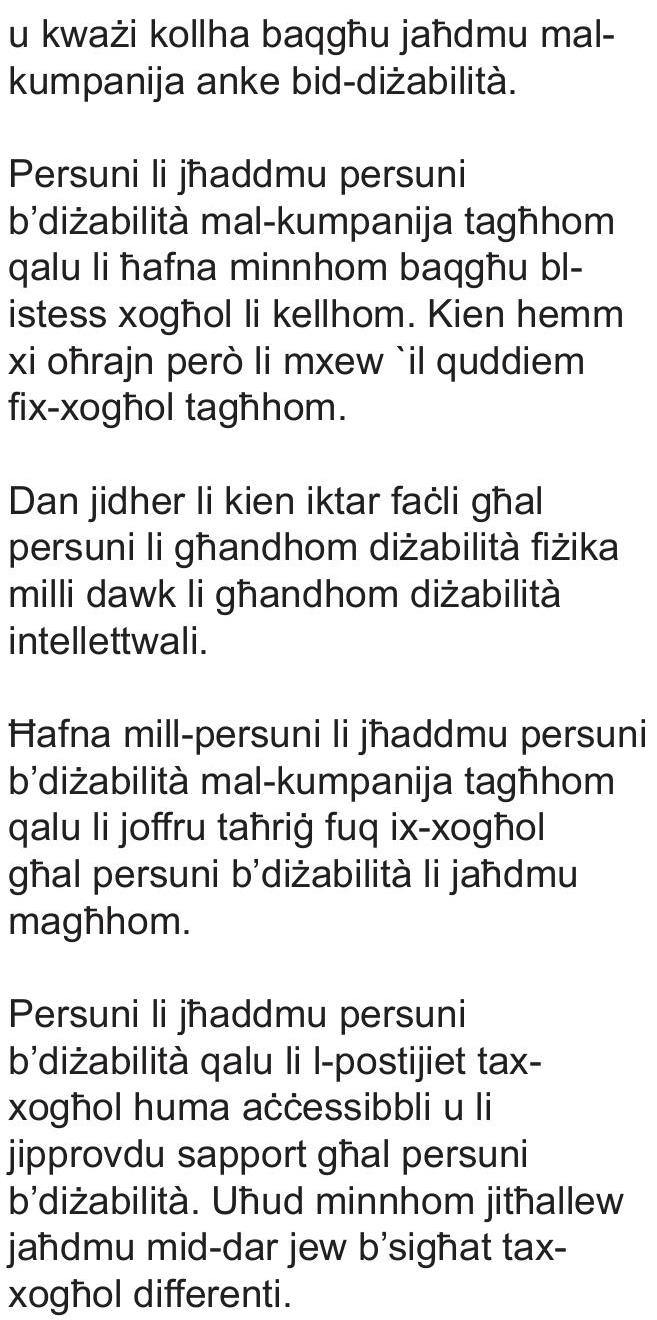 u kważi kollha baqgħu jaħdmu mal-
kumpanija anke bid-diżabilità.
Persuni li jħaddmu persuni
b’diżabilità mal-kumpanija tagħhom
qalu li ħafna minnhom baqgħu bl-
istess xogħol li kellhom. Kien hemm
xi oħrajn però li mxew `il quddiem
fix-xogħol tagħhom.
Dan jidher li kien iktar faċli għal
persuni li għandhom diżabilità fiżika
milli dawk li għandhom diżabilità
intellettwali.
Ħafna mill-persuni li jħaddmu persuni
b’diżabilità mal-kumpanija tagħhom
qalu li joffru taħriġ fuq ix-xogħol
għal persuni b’diżabilità li jaħdmu
magħhom.
Persuni li jħaddmu persuni
b’diżabilità qalu li l-postijiet tax-
xogħol huma aċċessibbli u li
jipprovdu sapport għal persuni
b’diżabilità. Uħud minnhom jitħallew
jaħdmu mid-dar jew b’sigħat tax-
xogħol differenti.